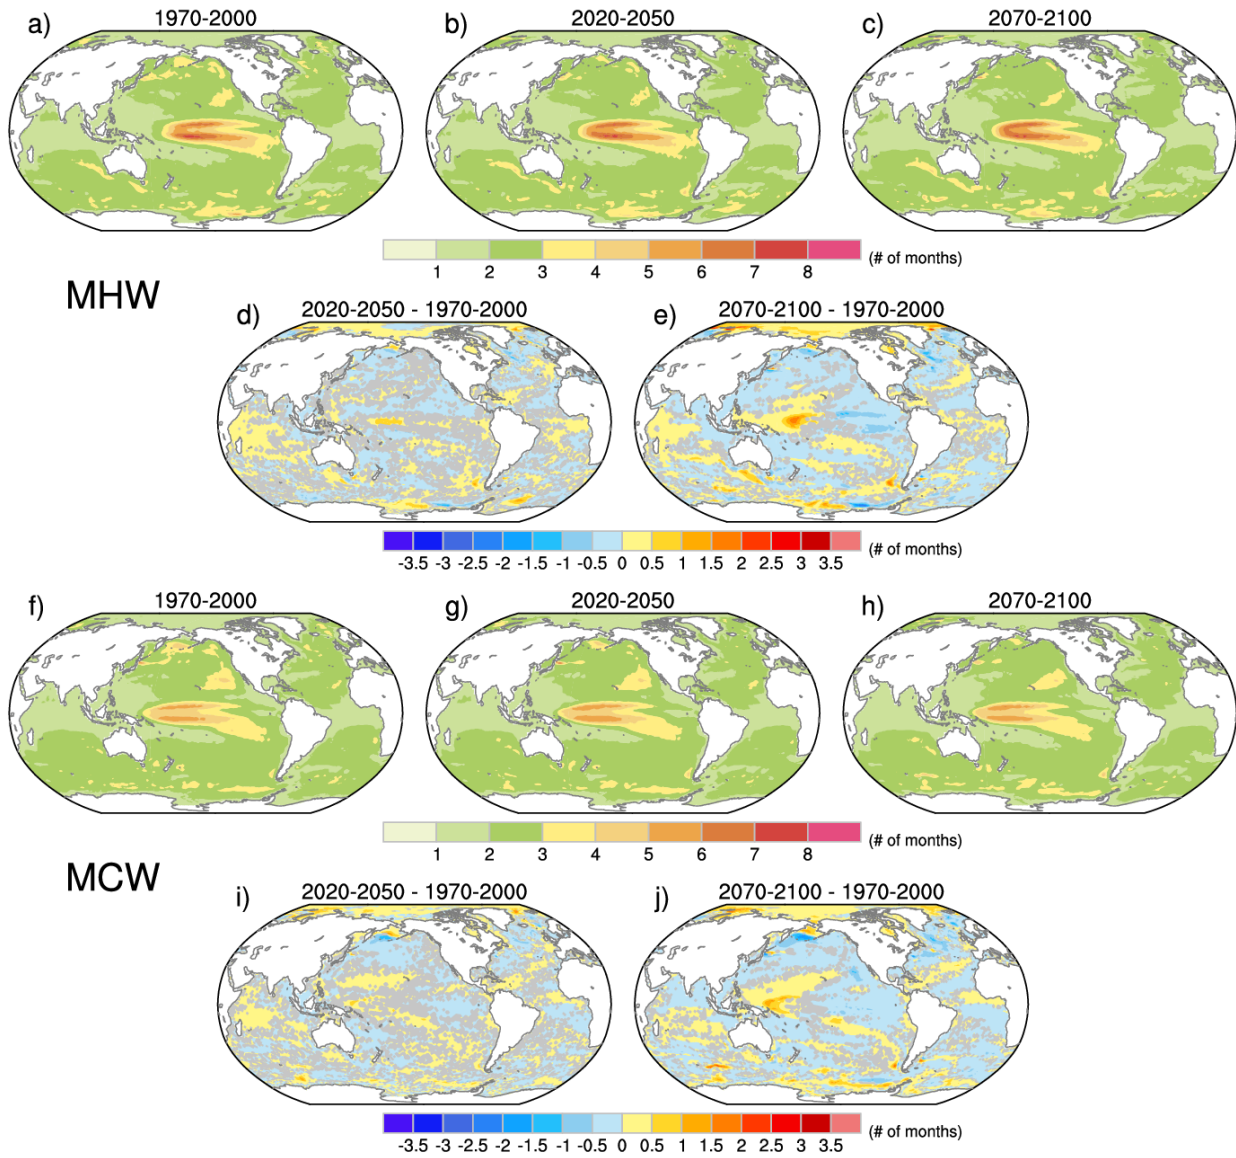 a) 1970-2000
b) 2020-2050
c) 2070-2100
1 2 3 4 5 6 7 8 (# of months)
MHW
d) 2020-2050 - 1970-2000
e) 2070-2100 - 1970-2000
-3.5 -3 -2.5 -2 -1.5 -1 -0.5 0 0.5 1 1.5 2 2.5 3 3.5 (# of months)
f) 1970-2000
g) 2020-2050
h) 2070-2100
1 2 3 4 5 6 7 8 (# of months)
MCW
i) 2020-2050 - 1970-2000
j) 2070-2100 - 1970-2000
-3.5 -3 -2.5 -2 -1.5 -1 -0.5 0 0.5 1 1.5 2 2.5 3 3.5 (# of months)